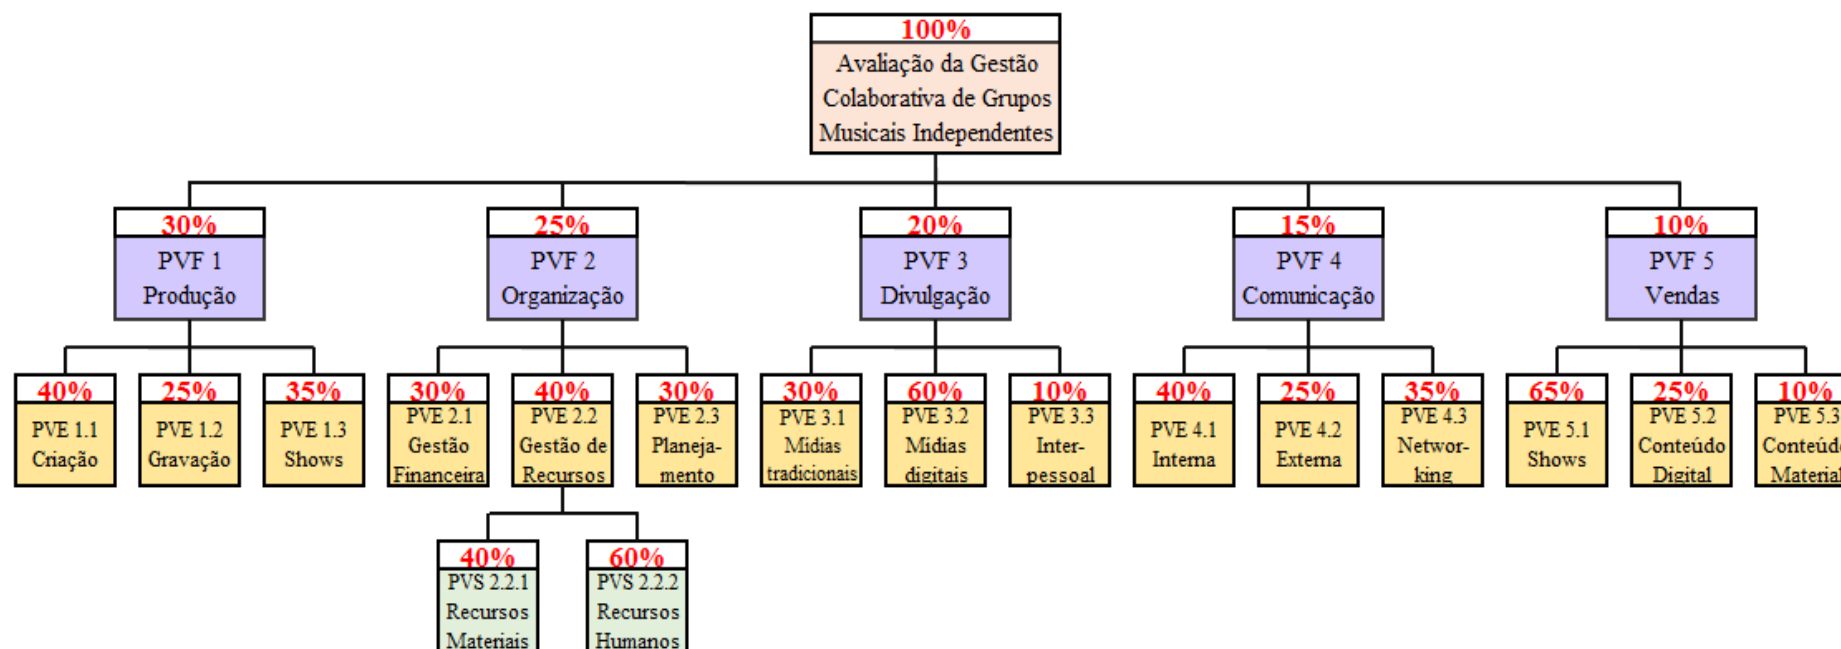 100%
Avaliação da Gestão
Colaborativa de Grupos
Musicais Independentes
30%
PVF 1
Produção
25%
PVF 2
Organização
20%
PVF 3
Divulgação
15%
PVF 4
Comunicação
10%
PVF 5
Vendas
40%
PVE 1.1
Criação
25%
PVE 1.2
Gravação
35%
PVE 1.3
Shows
30%
PVE 2.1
Gestão
Financeira
40%
PVE 2.2
Gestão de
Recursos
30%
PVE 2.3
Planeja-
mento
30%
PVE 3.1
Mídias
tradicionais
60%
PVE 3.2
Mídias
digitais
10%
PVE 3.3
Inter-
pessoal
40%
PVE 4.1
Interna
25%
PVE 4.2
Externa
35%
PVE 4.3
Networ-
king
65%
PVE 5.1
Shows
25%
PVE 5.2
Conteúdo
Digital
10%
PVE 5.3
Conteúdo
Material
40%
PVS 2.2.1
Recursos
Materiais
60%
PVS 2.2.2
Recursos
Humanos